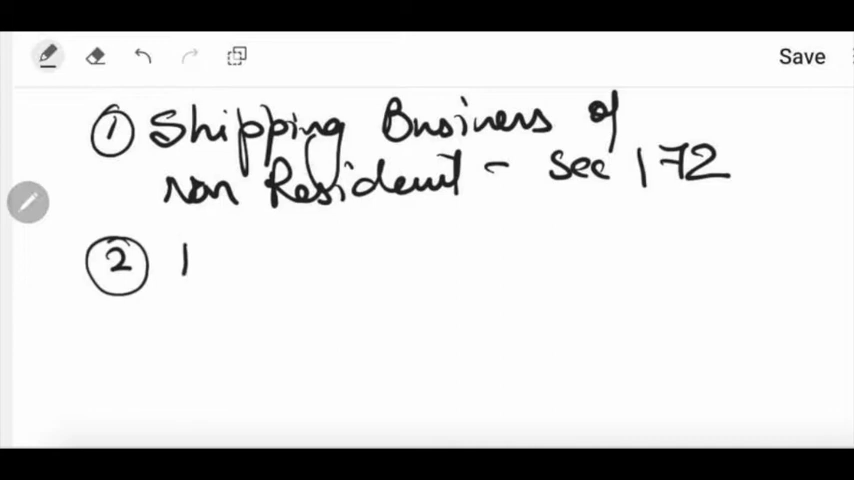 Save
① Shipping Business of
non Resident - sec 172
②